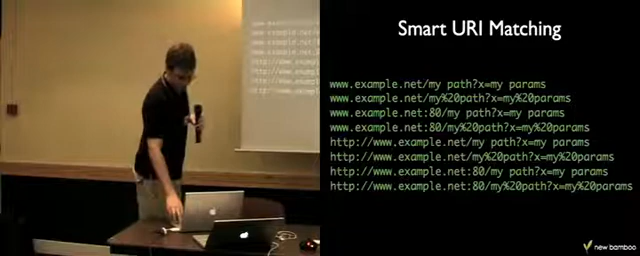 Smart URI Matching
www.example.net/my path?x=my params
www.example.net/my%20path?x=my%20params
www.example.net:80/my path?x=my params
www.example.net:80/my%20path?x=my%20params
http://www.example.net/my path?x=my params
http://www.example.net/my%20path?x=my%20params
http://www.example.net:80/my path?x=my params
http://www.example.net:80/my%20path?x=my%20params
new bamboo